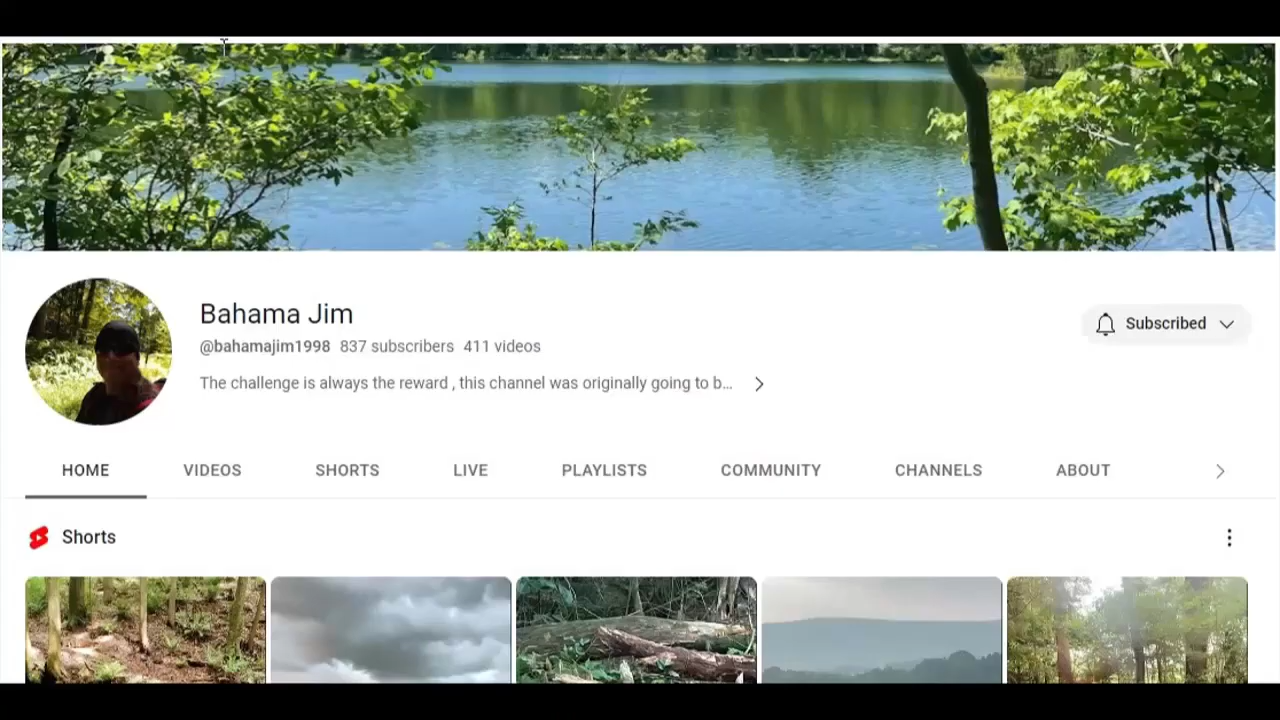 Bahama Jim
@bahamajim1998 837 subscribers 411 videos
Subscribed
The challenge is always the reward , this channel was originally going to b...
HOME VIDEOS SHORTS LIVE PLAYLISTS COMMUNITY CHANNELS ABOUT
Shorts